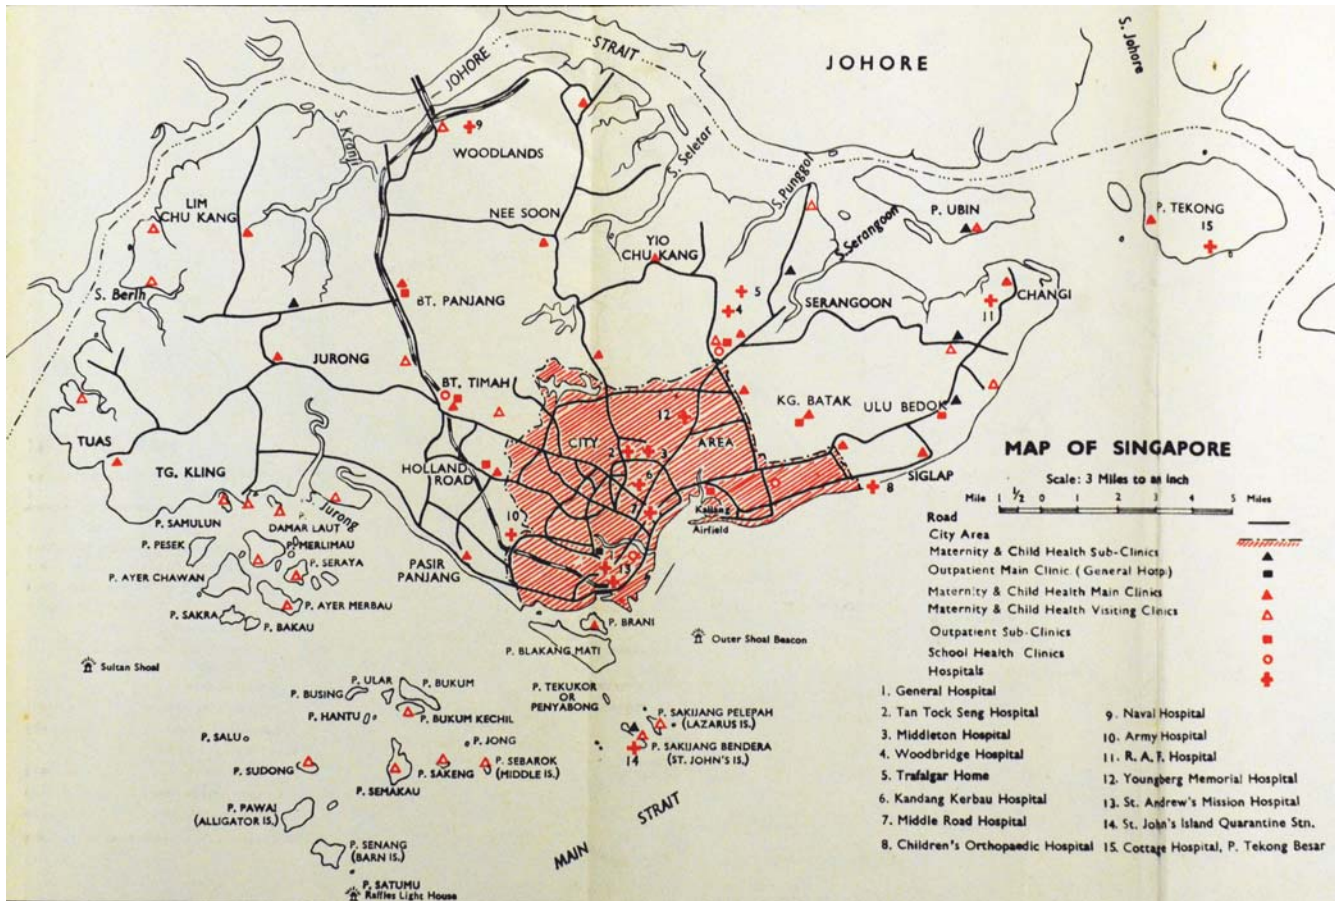 JOHORE
STRAIT
JOHORE
S. Johore
S. Kranji
9
WOODLANDS
S. Seletar
S. Punggol
LIM
CHU KANG
NEE SOON
YIO
CHU KANG
S. Serangoon
P. UBIN
P. TEKONG
15
S. Berih
BT. PANJANG
5
4
SERANGOON
11
CHANGI
JURONG
BT. TIMAH
KG. BATAK
ULU BEDOK
12
CITY
AREA
2
3
TUAS
TG. KLING
HOLLAND
ROAD
6
7
SIGLAP
8
Kallang
Airfield
10
13
S. Jurong
P. SAMULUN
P.
DAMAR LAUT
P. PESEK
P. MERLIMAU
P. SERAYA
P. AYER CHAWAN
PASIR
PANJANG
P. AYER MERBAU
P. SAKRA
P. BAKAU
P. BRANI
P. BLAKANG MATI
Outer Shoal Beacon
Sultan Shoal
P. ULAR
P. BUKUM
P. BUSING
P. HANTU
P. BUKUM KECHIL
P. TEKUKOR
OR
PENYABONG
P. SAKIJANG PELEPAH
(LAZARUS IS.)
P. SALU
P. JONG
P. SAKIJANG BENDERA
(ST. JOHN'S IS.)
14
P. SUDONG
P. SEMAKAU
P. SAKENG
P. SEBAROK
(MIDDLE IS.)
P. PAWAI
(ALLIGATOR IS.)
STRAIT
MAIN
P. SENANG
(BARN IS.)
P. SATUMU
Raffles Light House
MAP OF SINGAPORE
Scale: 3 Miles to an Inch
Mile 1 1/2 0 1 2 3 4 5 Miles
Road
City Area
Maternity & Child Health Sub-Clinics
Outpatient Main Clinic (General Hosp)
Maternity & Child Health Main Clinics
Maternity & Child Health Visiting Clinics
Outpatient Sub-Clinics
School Health Clinics
Hospitals
1. General Hospital
2. Tan Tock Seng Hospital
3. Middleton Hospital
4. Woodbridge Hospital
5. Trafalgar Home
6. Kandang Kerbau Hospital
7. Middle Road Hospital
8. Children's Orthopaedic Hospital
9. Naval Hospital
10. Army Hospital
11. R. A. F. Hospital
12. Youngberg Memorial Hospital
13. St. Andrew's Mission Hospital
14. St. John's Island Quarantine Stn.
15. Cottage Hospital, P. Tekong Besar